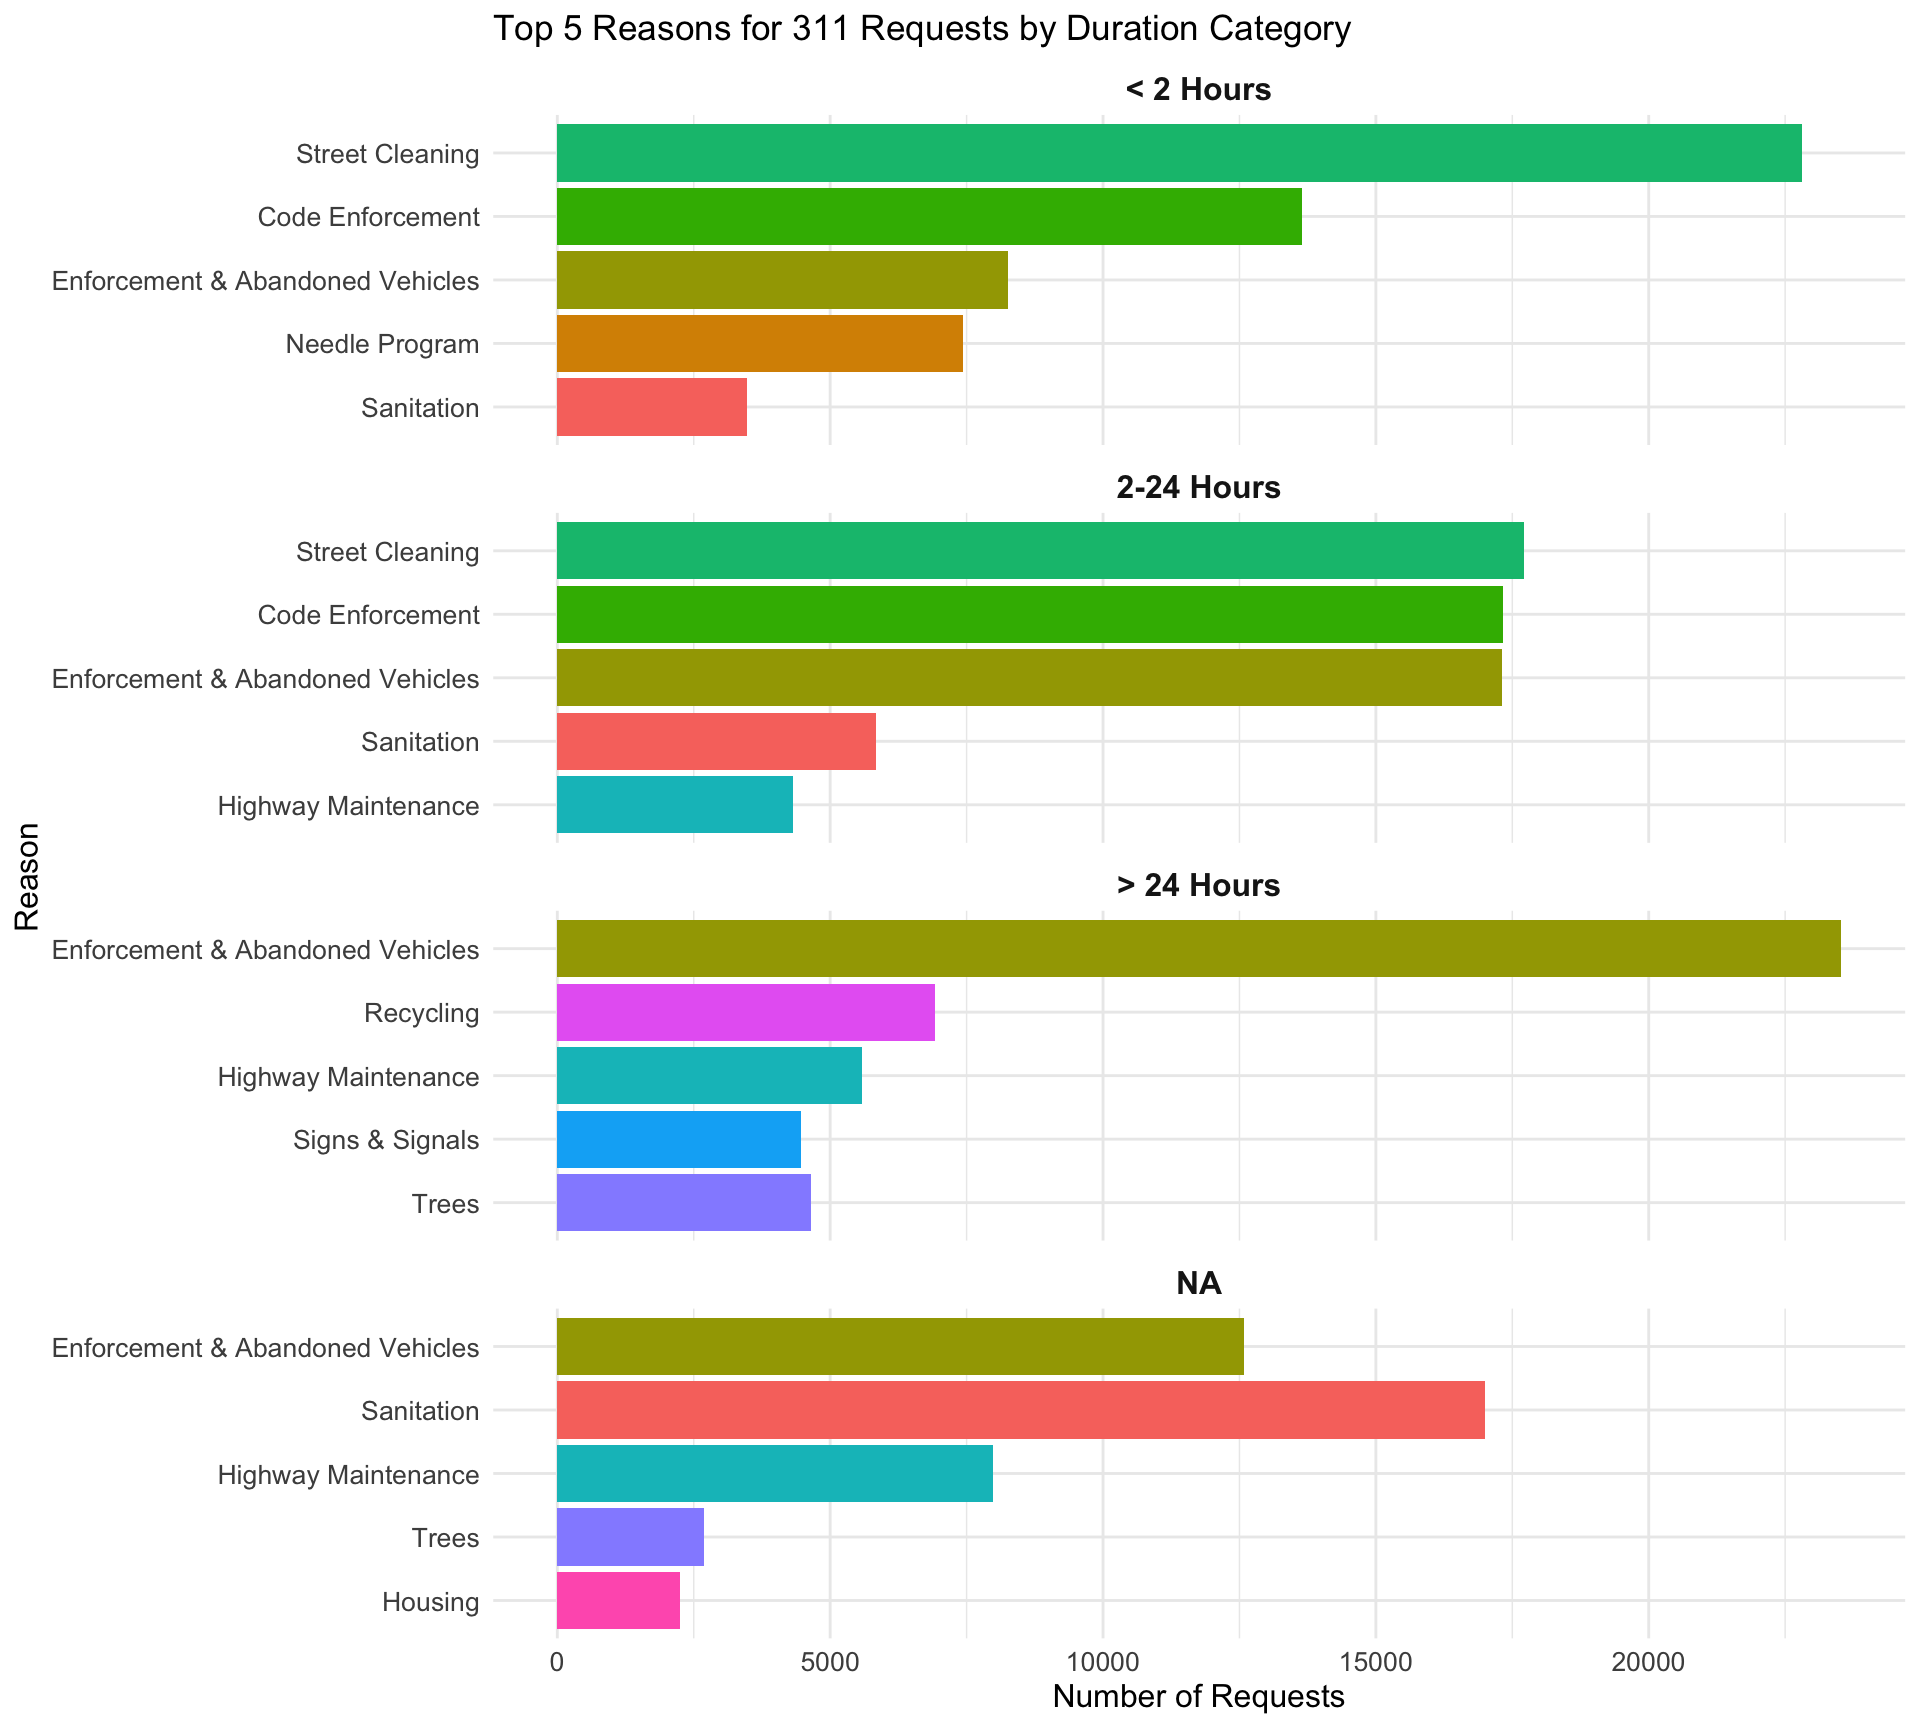 Top 5 Reasons for 311 Requests by Duration Category
< 2 Hours
Street Cleaning
Code Enforcement
Enforcement & Abandoned Vehicles
Needle Program
Sanitation
2-24 Hours
Street Cleaning
Code Enforcement
Enforcement & Abandoned Vehicles
Sanitation
Highway Maintenance
Reason
> 24 Hours
Enforcement & Abandoned Vehicles
Recycling
Highway Maintenance
Signs & Signals
Trees
NA
Enforcement & Abandoned Vehicles
Sanitation
Highway Maintenance
Trees
Housing
0 5000 10000 15000 20000
Number of Requests